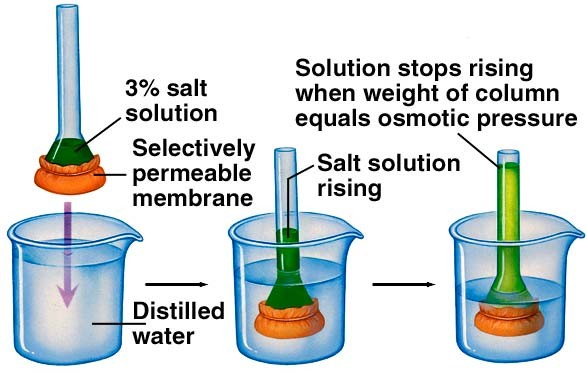 3% salt
solution
Selectively
permeable
membrane
Distilled
water
Salt solution
rising
Solution stops rising
when weight of column
equals osmotic pressure